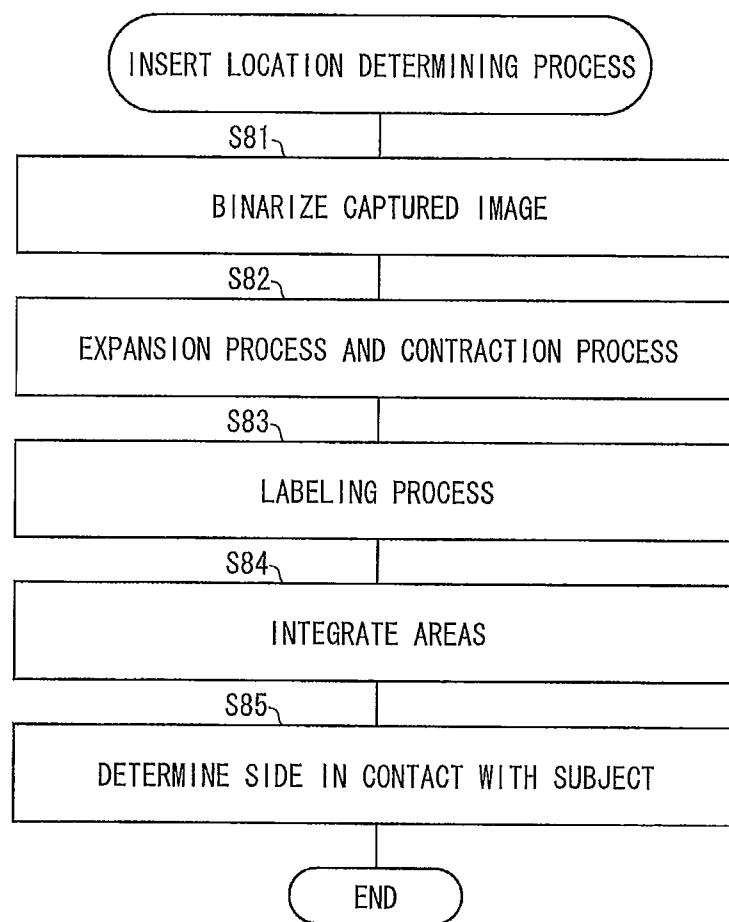 INSERT LOCATION DETERMINING PROCESS
S81
BINARIZE CAPTURED IMAGE
S82
EXPANSION PROCESS AND CONTRACTION PROCESS
S83
LABELING PROCESS
S84
INTEGRATE AREAS
S85
DETERMINE SIDE IN CONTACT WITH SUBJECT
END